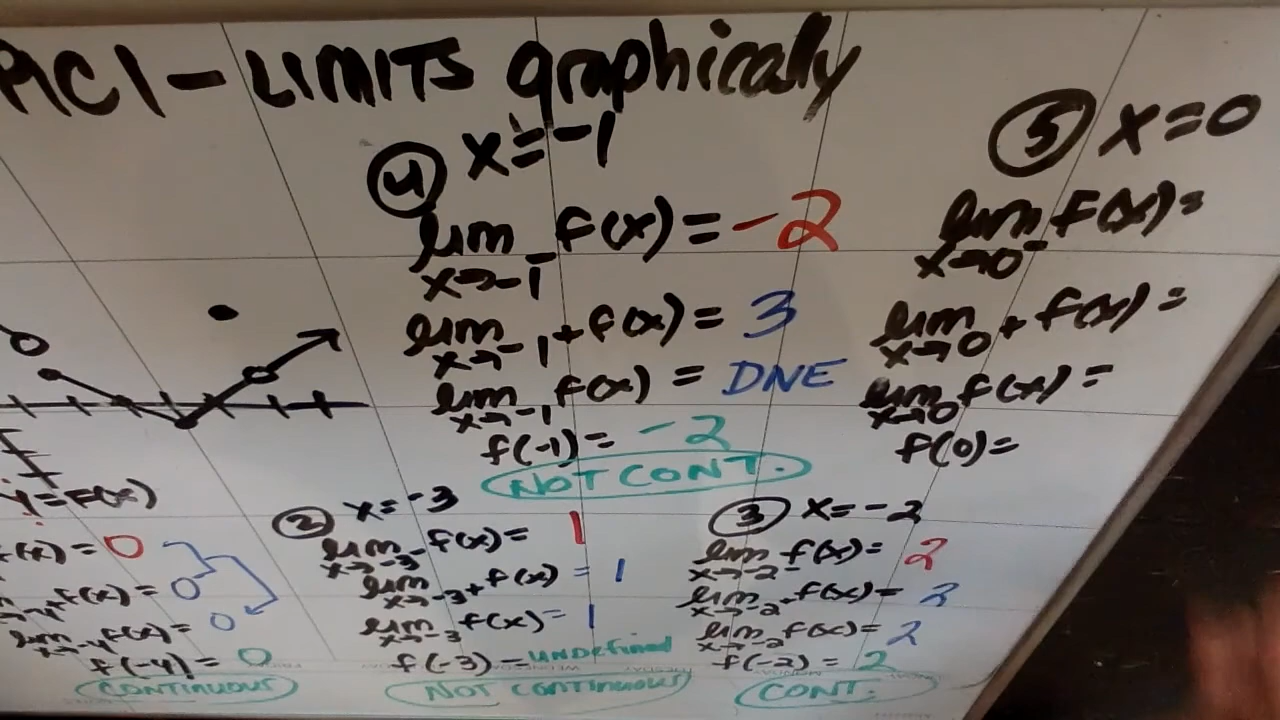 PIC1 - LIMITS graphically
④ x = -1
lim x→-1⁻ f(x) = -2
lim x→-1⁺ f(x) = 3
lim x→-1 f(x) = DNE
f(-1) = -2
NOT CONT.
⑤ x = 0
lim x→0⁻ f(x) =
lim x→0⁺ f(x) =
lim x→0 f(x) =
f(0) =
y = f(x)
f(x) = 0
x→-4⁺ f(x) = 0
lim x→-4 f(x) = 0
f(-4) = 0
CONTINUOUS
② x = -3
lim x→-3⁻ f(x) = 1
lim x→-3⁺ f(x) = 1
lim x→-3 f(x) = 1
f(-3) = undefined
NOT CONTINUOUS
③ x = -2
lim x→-2⁻ f(x) = 2
lim x→-2⁺ f(x) = 2
lim x→-2 f(x) = 2
f(-2) = 2
CONT.